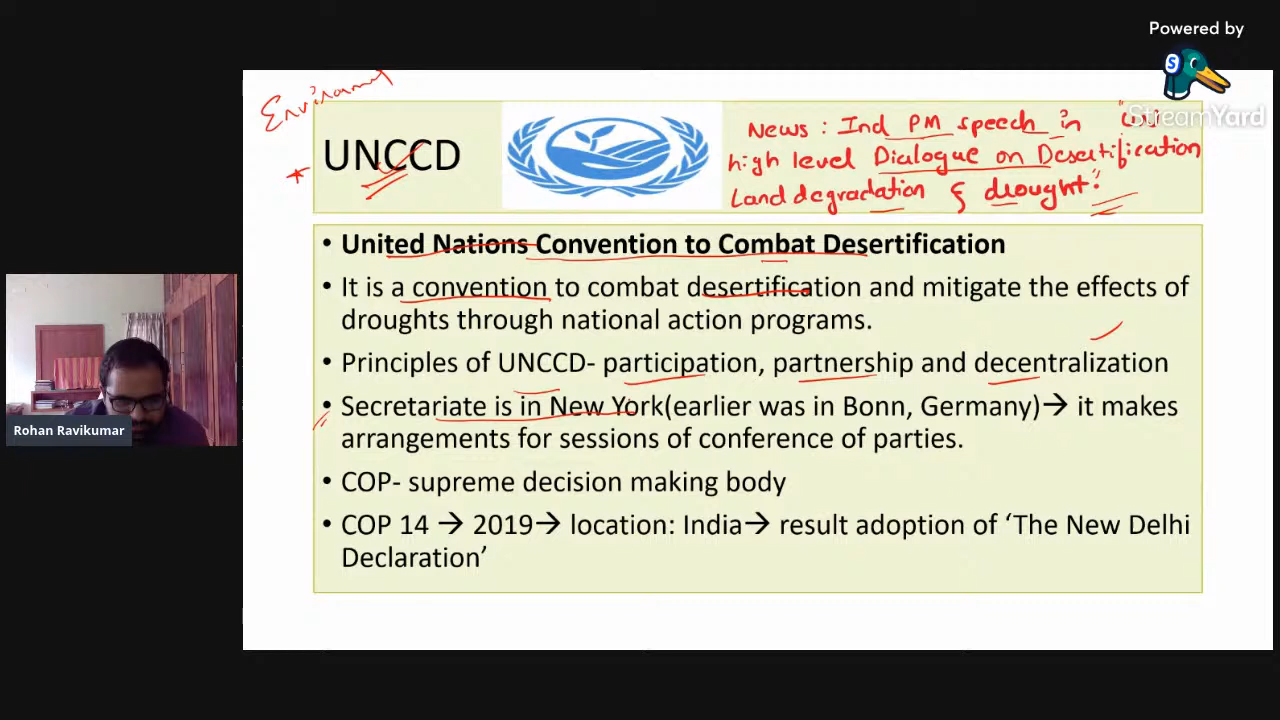 Powered by
StreamYard
Enviroment
UNCCD
News : Ind PM speech in "UN
high level Dialogue on Desertification
Land degradation & drought."
• United Nations Convention to Combat Desertification
• It is a convention to combat desertification and mitigate the effects of
droughts through national action programs.
• Principles of UNCCD- participation, partnership and decentralization
• Secretariate is in New York(earlier was in Bonn, Germany)→ it makes
arrangements for sessions of conference of parties.
• COP- supreme decision making body
• COP 14 → 2019→ location: India→ result adoption of ‘The New Delhi
Declaration’
Rohan Ravikumar